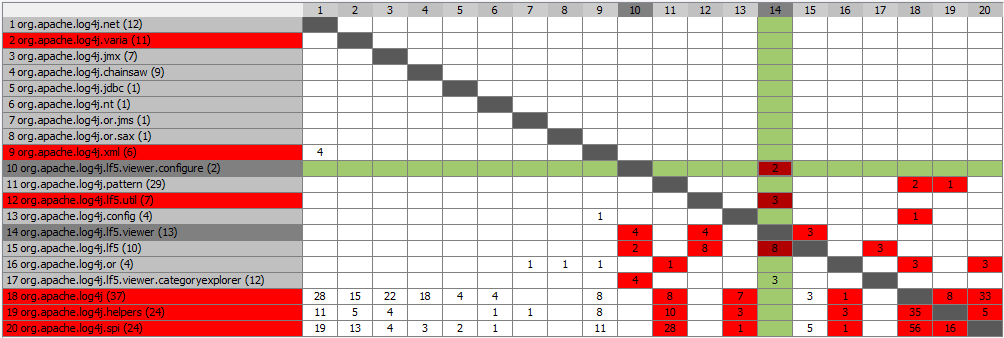 1 2 3 4 5 6 7 8 9 10 11 12 13 14 15 16 17 18 19 20
1 org.apache.log4j.net (12)
2 org.apache.log4j.varia (11)
3 org.apache.log4j.jmx (7)
4 org.apache.log4j.chainsaw (9)
5 org.apache.log4j.jdbc (1)
6 org.apache.log4j.nt (1)
7 org.apache.log4j.or.jms (1)
8 org.apache.log4j.or.sax (1)
9 org.apache.log4j.xml (6) 4
10 org.apache.log4j.lf5.viewer.configure (2) 2
11 org.apache.log4j.pattern (29) 2 1
12 org.apache.log4j.lf5.util (7) 3
13 org.apache.log4j.config (4) 1 1
14 org.apache.log4j.lf5.viewer (13) 4 4 3
15 org.apache.log4j.lf5 (10) 2 8 8 3
16 org.apache.log4j.or (4) 1 1 1 1 3 3
17 org.apache.log4j.lf5.viewer.categoryexplorer (12) 4 3
18 org.apache.log4j (37) 28 15 22 18 4 4 8 8 7 3 1 8 33
19 org.apache.log4j.helpers (24) 11 5 4 1 1 8 10 3 3 35 5
20 org.apache.log4j.spi (24) 19 13 4 3 2 1 11 28 1 5 1 56 16